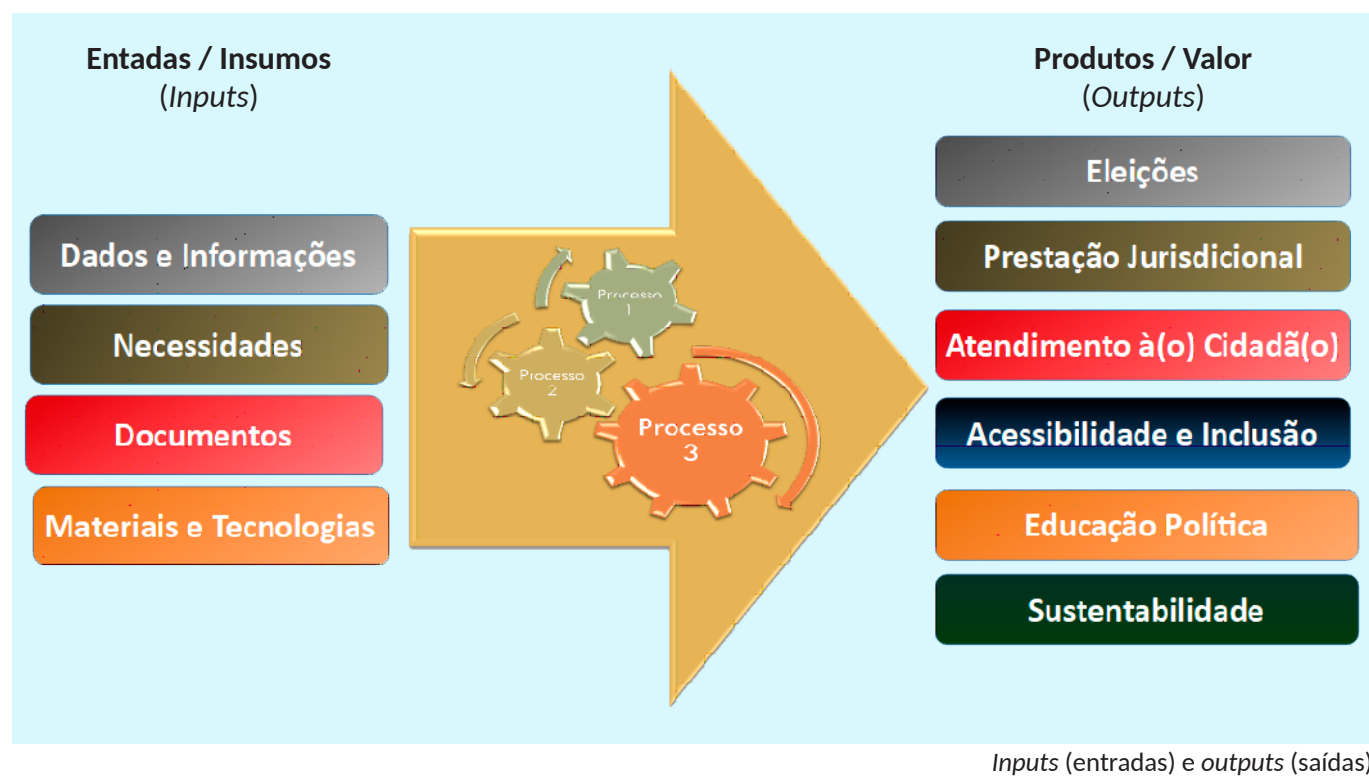 Entadas / Insumos
(Inputs)
Dados e Informações
Necessidades
Documentos
Materiais e Tecnologias
Processo
1
Processo
2
Processo
3
Produtos / Valor
(Outputs)
Eleições
Prestação Jurisdicional
Atendimento à(o) Cidadã(o)
Acessibilidade e Inclusão
Educação Política
Sustentabilidade
Inputs (entradas) e outputs (saídas)